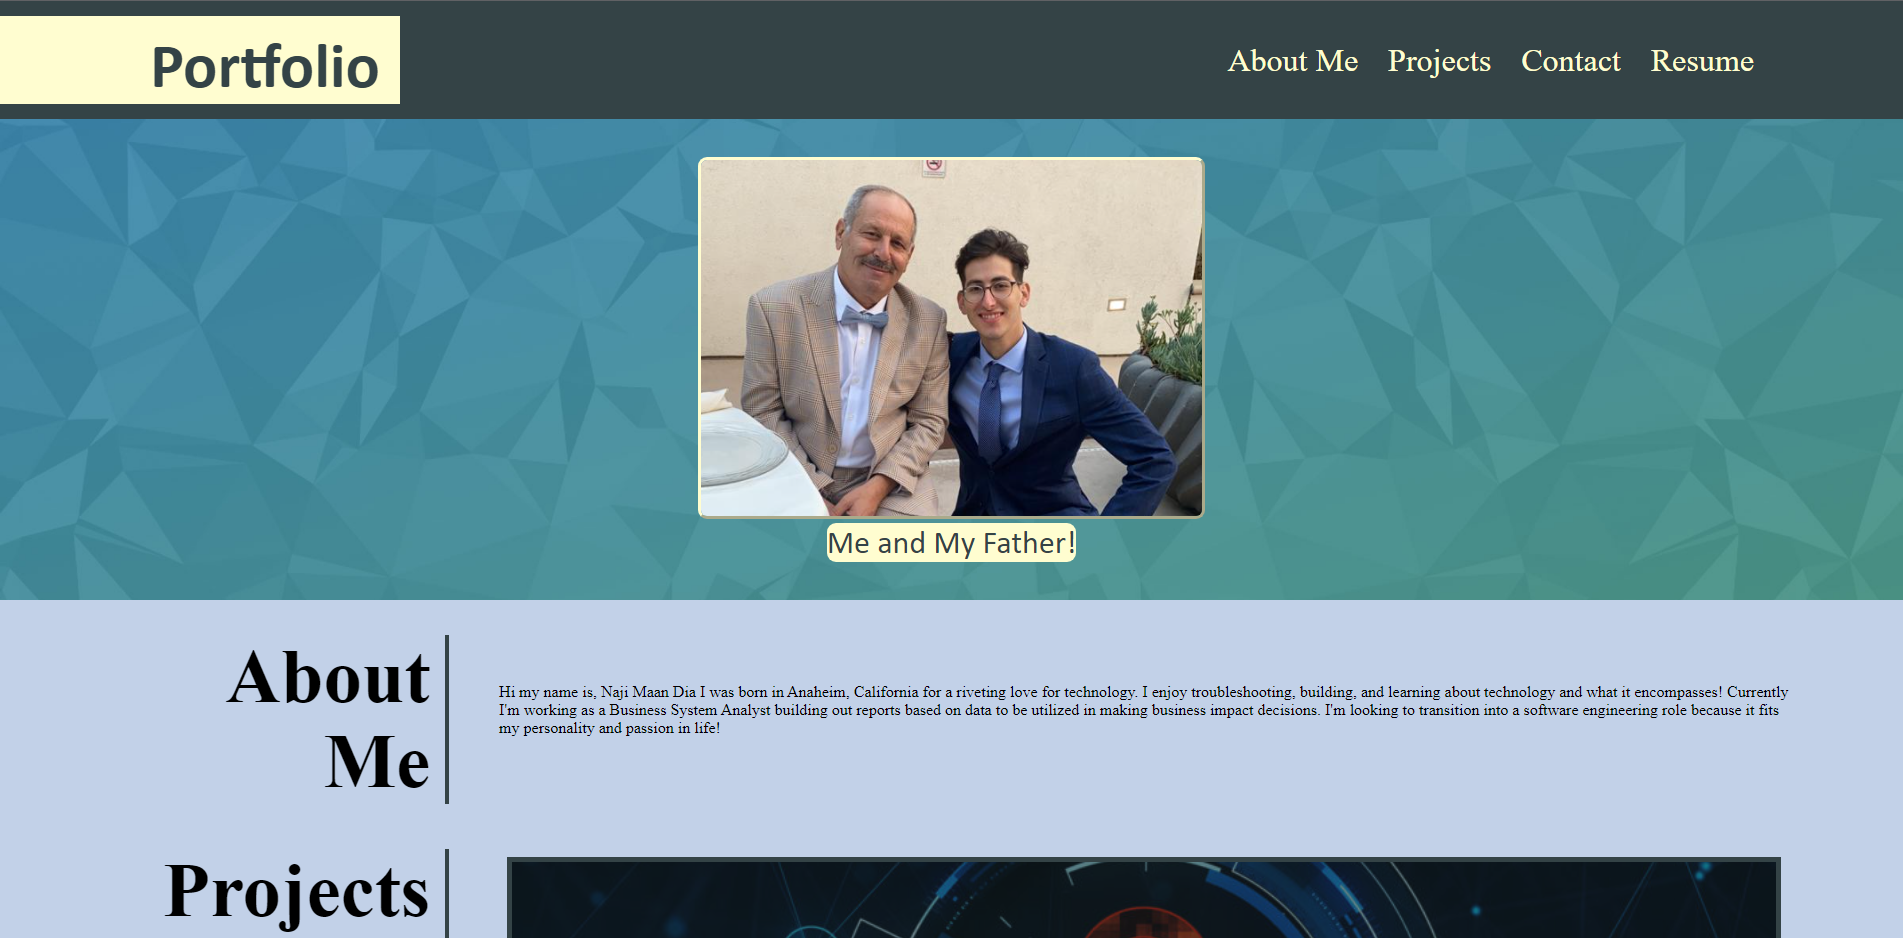 Portfolio
About Me Projects Contact Resume
Me and My Father!
About
Me
Hi my name is, Naji Maan Dia I was born in Anaheim, California for a riveting love for technology. I enjoy troubleshooting, building, and learning about technology and what it encompasses! Currently
I'm working as a Business System Analyst building out reports based on data to be utilized in making business impact decisions. I'm looking to transition into a software engineering role because it fits
my personality and passion in life!
Projects